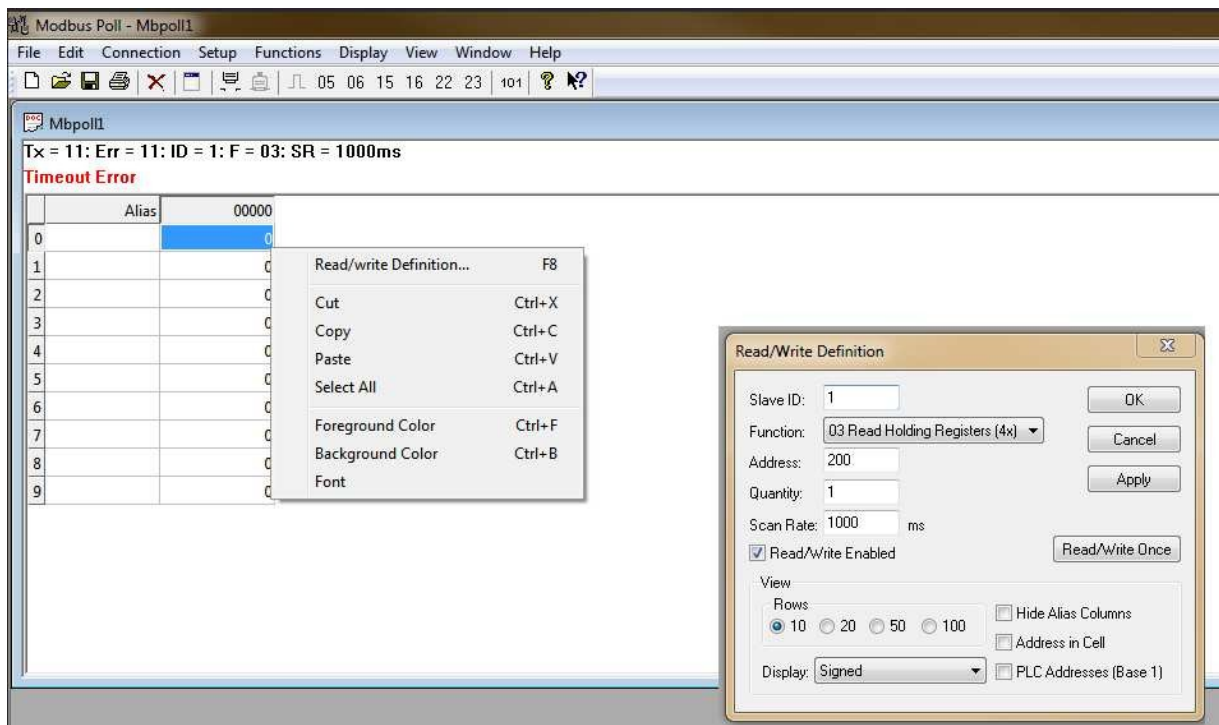 Modbus Poll - Mbpoll1
File Edit Connection Setup Functions Display View Window Help
05 06 15 16 22 23 101
Mbpoll1
Tx = 11: Err = 11: ID = 1: F = 03: SR = 1000ms
Timeout Error
Alias 00000
0 0
1 0
2 0
3 0
4 0
5 0
6 0
7 0
8 0
9 0
Read/write Definition... F8
Cut Ctrl+X
Copy Ctrl+C
Paste Ctrl+V
Select All Ctrl+A
Foreground Color Ctrl+F
Background Color Ctrl+B
Font
Read/Write Definition
Slave ID: 1 OK
Function: 03 Read Holding Registers (4x) Cancel
Address: 200
Quantity: 1 Apply
Scan Rate: 1000 ms
Read/Write Enabled Read/Write Once
View
Rows
10 20 50 100 Hide Alias Columns
Address in Cell
Display: Signed PLC Addresses (Base 1)